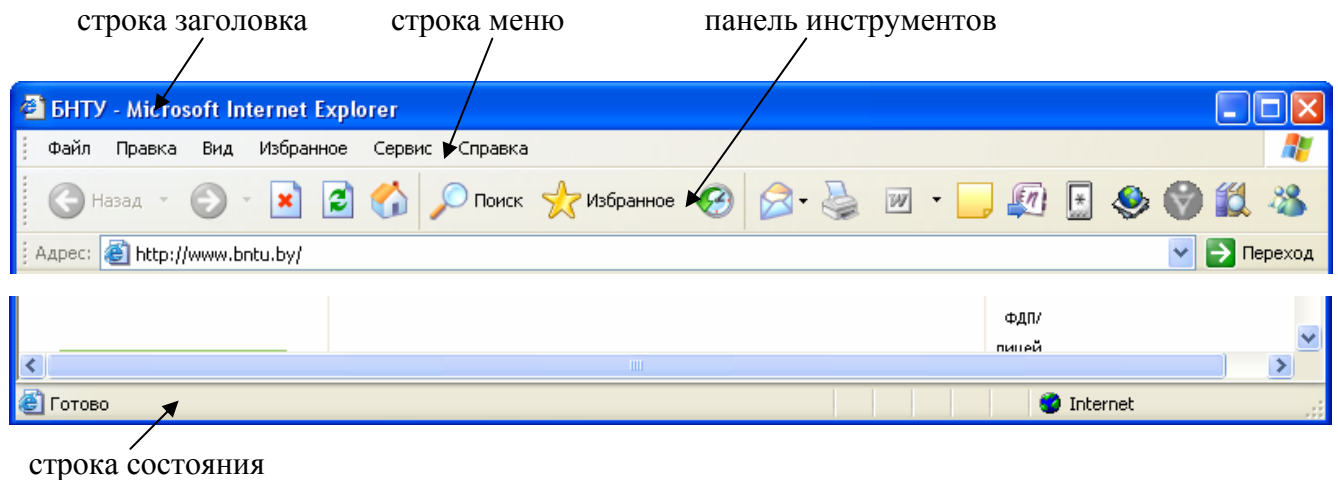 строка заголовка строка меню панель инструментов
БНТУ - Microsoft Internet Explorer
Файл Правка Вид Избранное Сервис Справка
Назад Поиск Избранное
Адрес: http://www.bntu.by/ Переход
ФДП/
лицей
Готово Internet
строка состояния